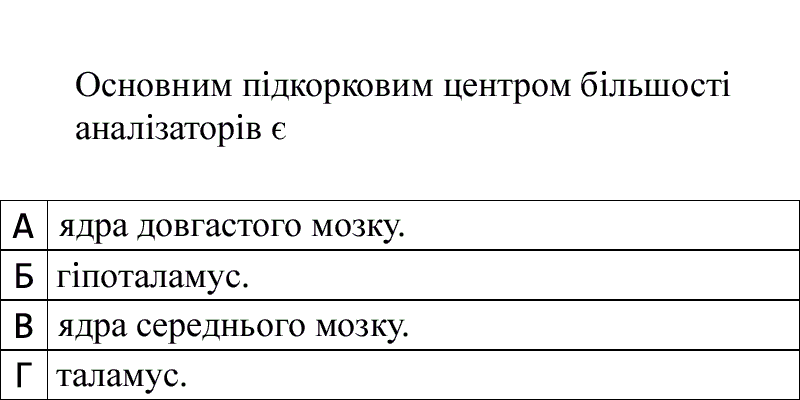 Основним підкорковим центром більшості
аналізаторів є
А ядра довгастого мозку.
Б гіпоталамус.
В ядра середнього мозку.
Г таламус.